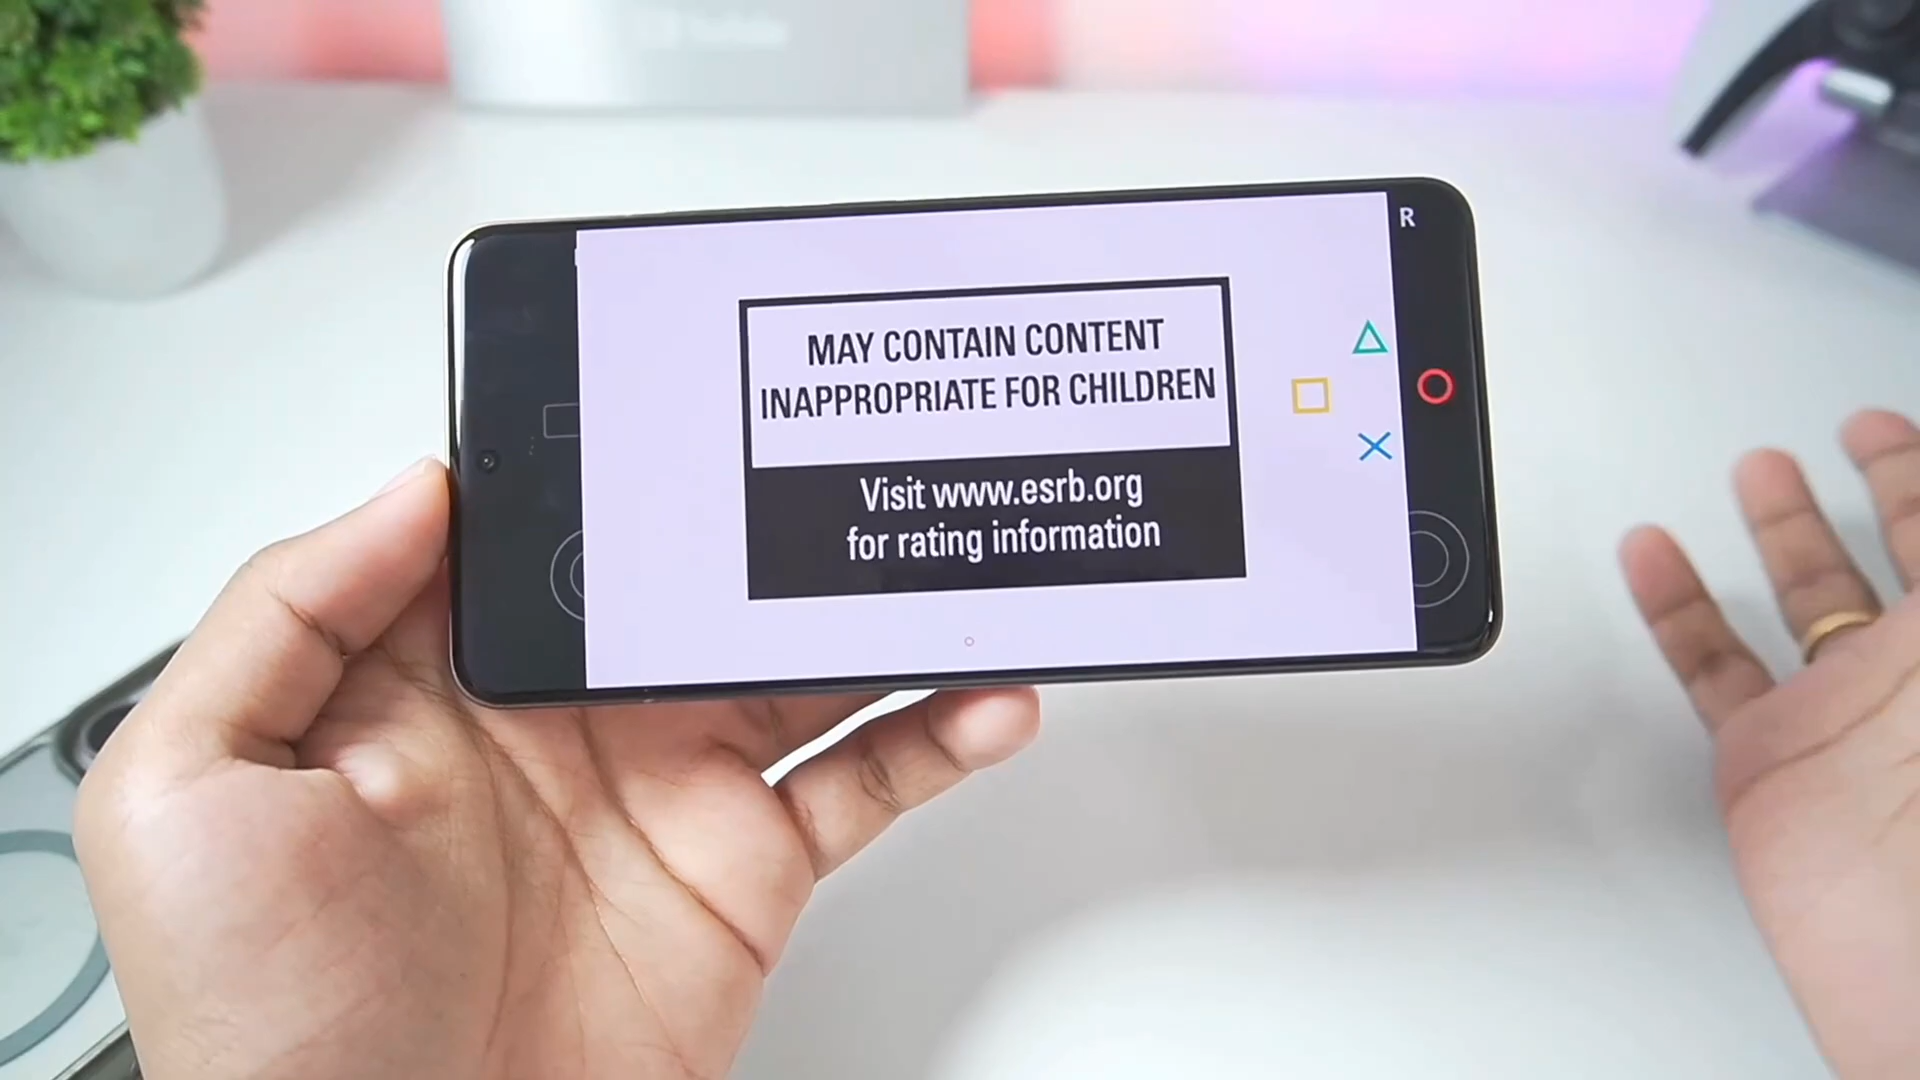 R
MAY CONTAIN CONTENT
INAPPROPRIATE FOR CHILDREN
Visit www.esrb.org
for rating information